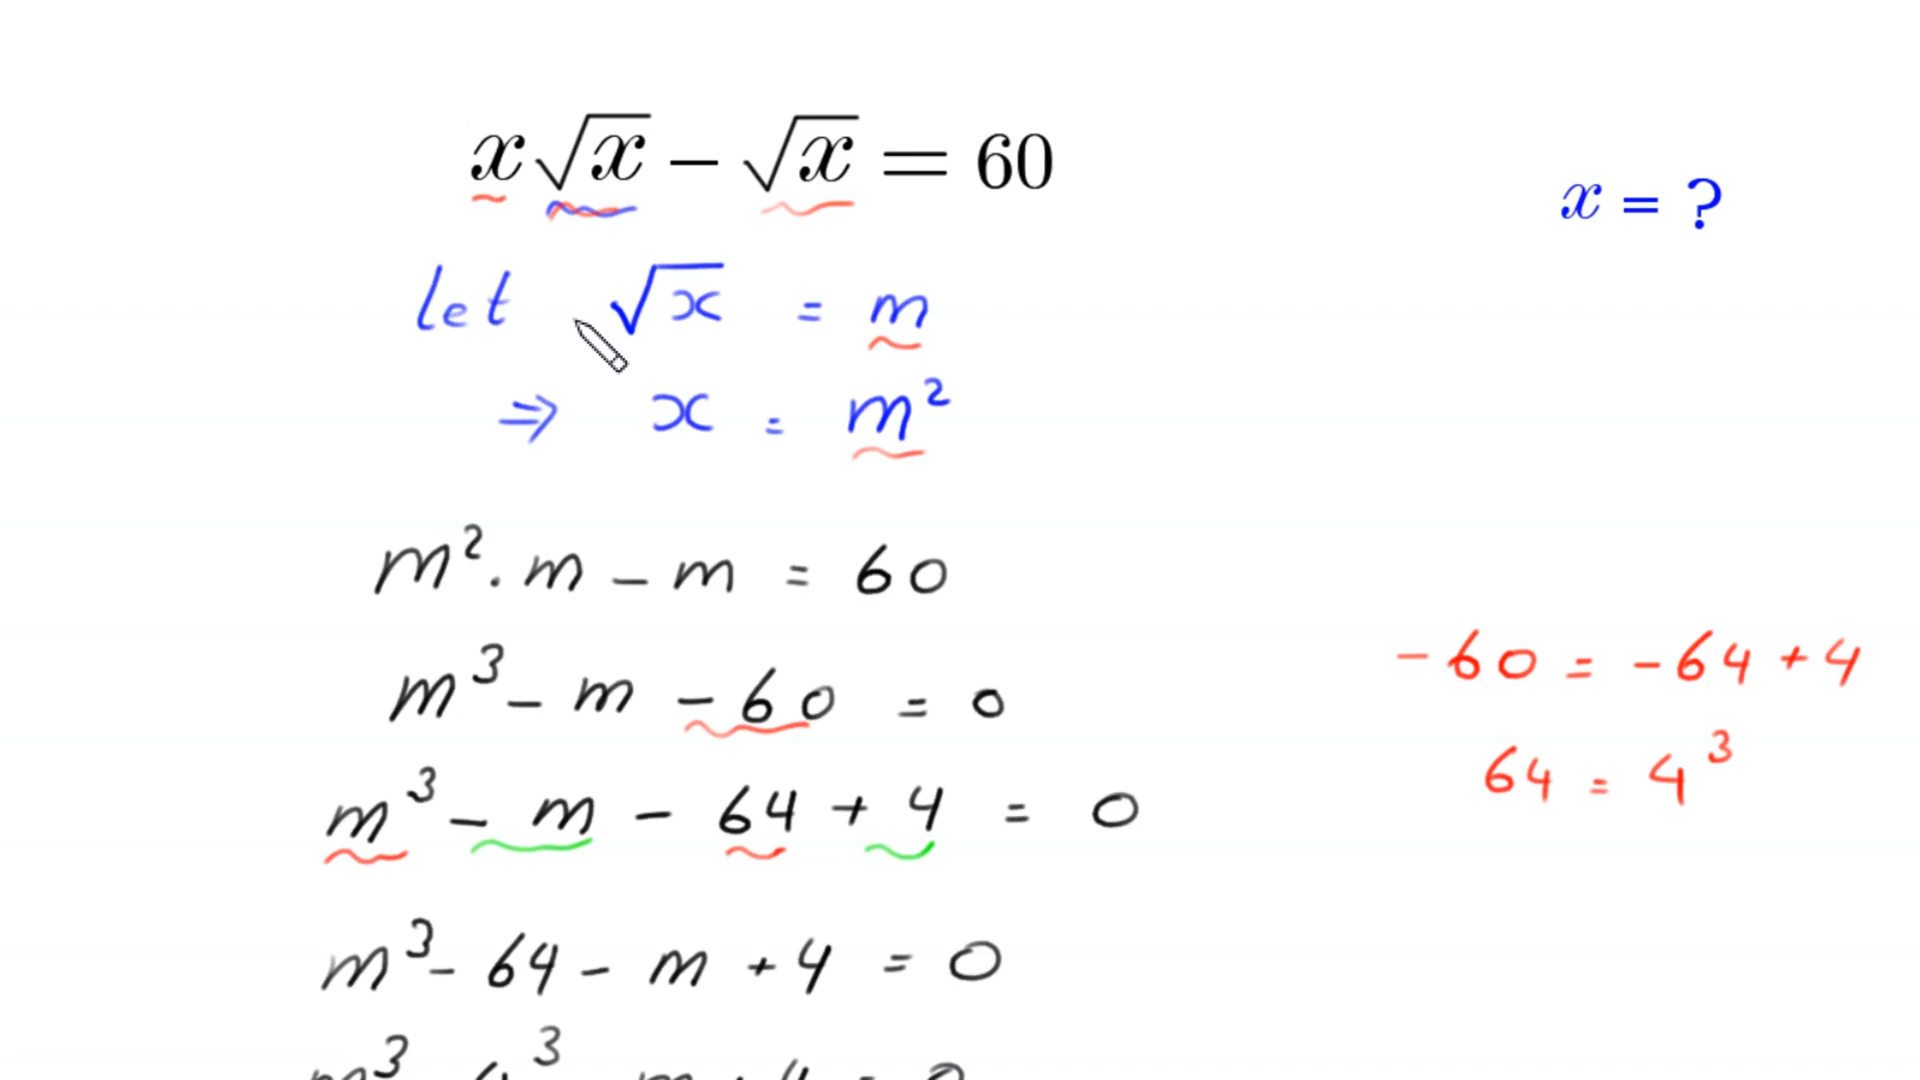 x√x − √x = 60
x = ?
let √x = m
⇒ x = m²
m² . m − m = 60
m³ − m − 60 = 0
−60 = −64 + 4
64 = 4³
m³ − m − 64 + 4 = 0
m³ − 64 − m + 4 = 0